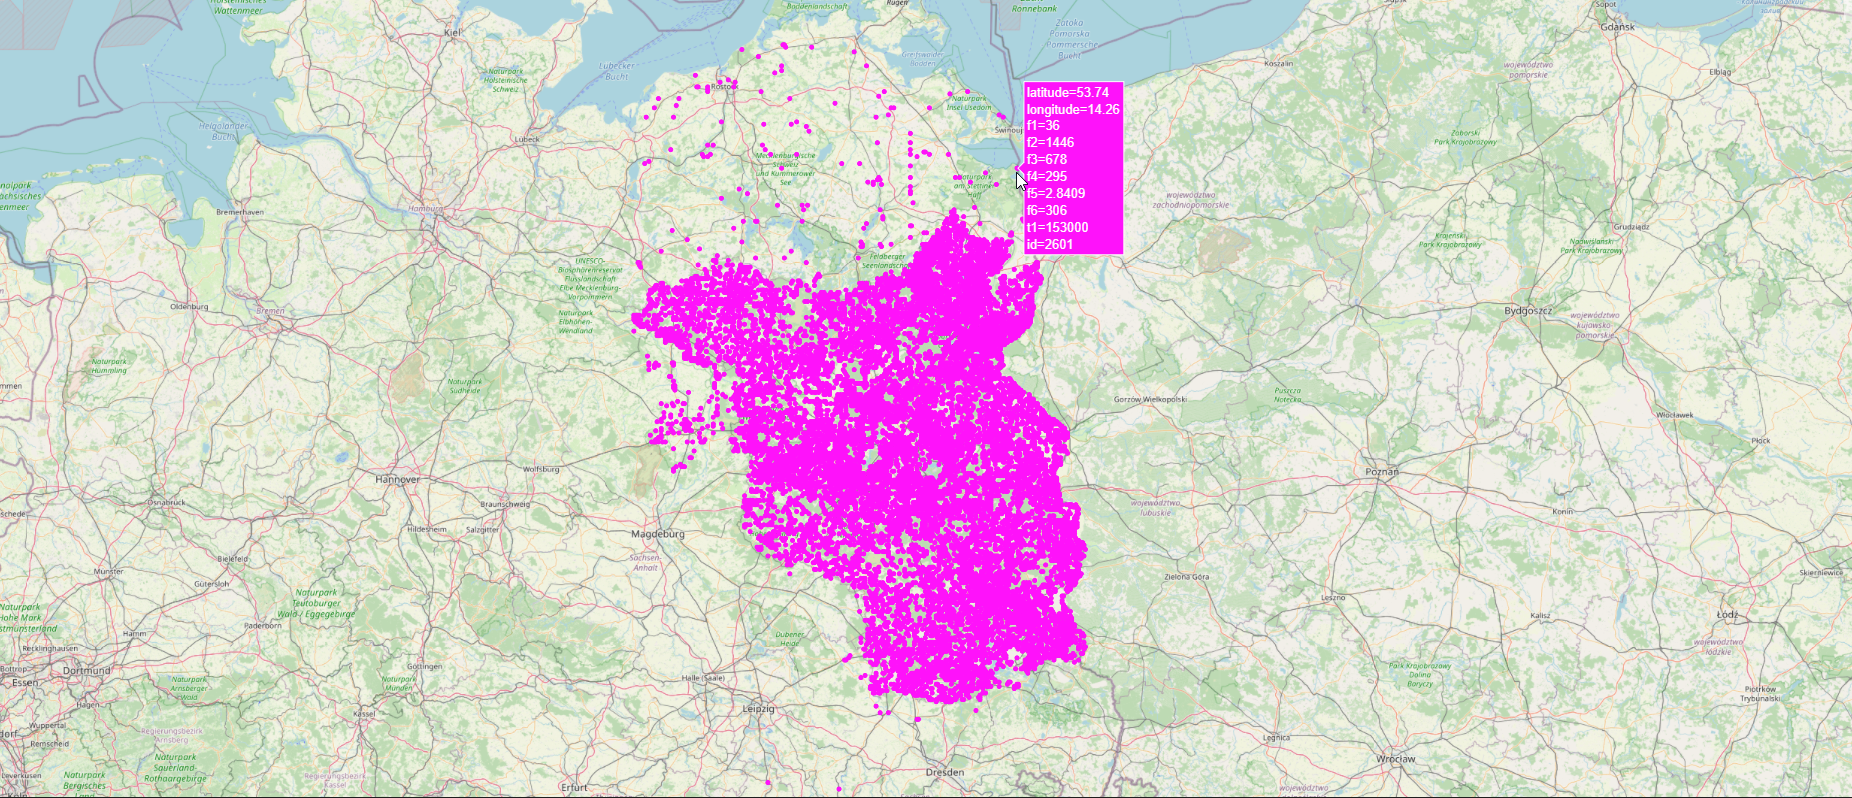 latitude=53.74
longitude=14.26
f1=36
f2=1446
f3=678
f4=295
f5=2.8409
f6=306
t1=153000
id=2601
Kiel
Lübecker
Bucht
Rostock
Greifswalder
Bodden
Zatoka
Pomorska
Pommersche
Bucht
Ronnebank
Koszalin
województwo
pomorskie
Sopot
Gdańsk
Elbląg
Naturpark
Holsteinische
Schweiz
Helgoländer
Bucht
Lübeck
Naturpark
Insel Usedom
Mecklenburgische
Schweiz
und Kummerower
See
Naturpark
am Stettiner
Haff
Zaborski
Park Krajobrazowy
województwo
zachodniopomorskie
Bremerhaven
Hamburg
Krajeński
Park Krajobrazowy
Nadwiślański
Park Krajobrazowy
Grudziądz
UNESCO-
Biosphärenreservat
Flusslandschaft
Elbe Mecklenburg-
Vorpommern
Feldberger
Seenlandschaft
Oldenburg
Bremen
Naturpark
Elbhöhen-
Wendland
Bydgoszcz
województwo
kujawsko-
pomorskie
Naturpark
Hümmling
Naturpark
Südheide
Gorzów Wielkopolski
Puszcza
Notecka
Włocławek
Płock
Wolfsburg
Hannover
Poznań
Osnabrück
Braunschweig
województwo
lubuskie
Konin
Hildesheim
Salzgitter
Magdeburg
Sachsen-
Anhalt
Bielefeld
Münster
Gütersloh
Zielona Góra
Skierniewice
Naturpark
Teutoburger
Wald / Eggegebirge
Leszno
Kalisz
Łódź
Naturpark
Hohe Mark
Paderborn
Hamm
Dübener
Heide
województwo
łódzkie
Recklinghausen
Bottrop
Dortmund
Essen
Göttingen
Halle (Saale)
Park Krajobrazowy
Dolina
Baryczy
Naturpark
Arnsberger
Wald
Naturpark
Münden
Piotrków
Trybunalski
Hagen
Kassel
Leipzig
Wuppertal
Regierungsbezirk
Arnsberg
Legnica
Remscheid
Naturpark
Sauerland-
Rothaargebirge
Wrocław
Leverkusen
Naturpark
Bergisches
Land
Regierungsbezirk
Kassel
Dresden
Erfurt
województwo